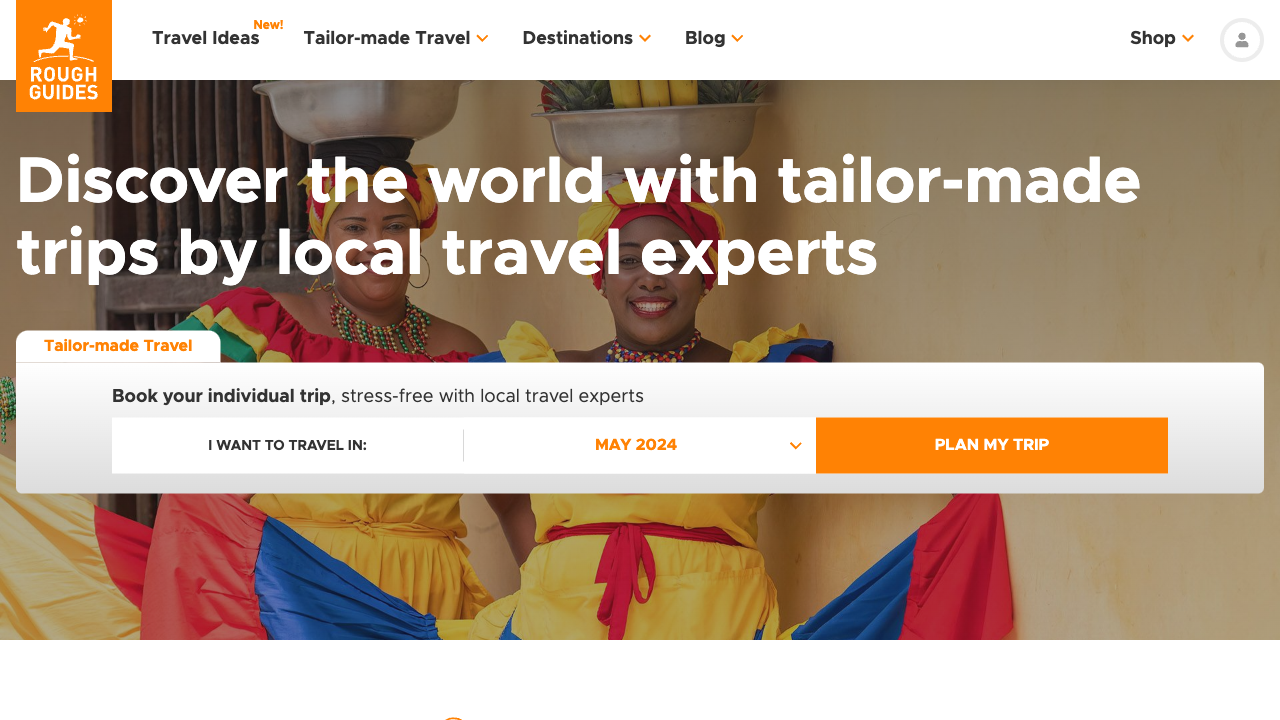 ROUGH
GUIDES
Travel Ideas New!
Tailor-made Travel
Destinations
Blog
Shop
Discover the world with tailor-made
trips by local travel experts
Tailor-made Travel
Book your individual trip, stress-free with local travel experts
I WANT TO TRAVEL IN:
MAY 2024
PLAN MY TRIP